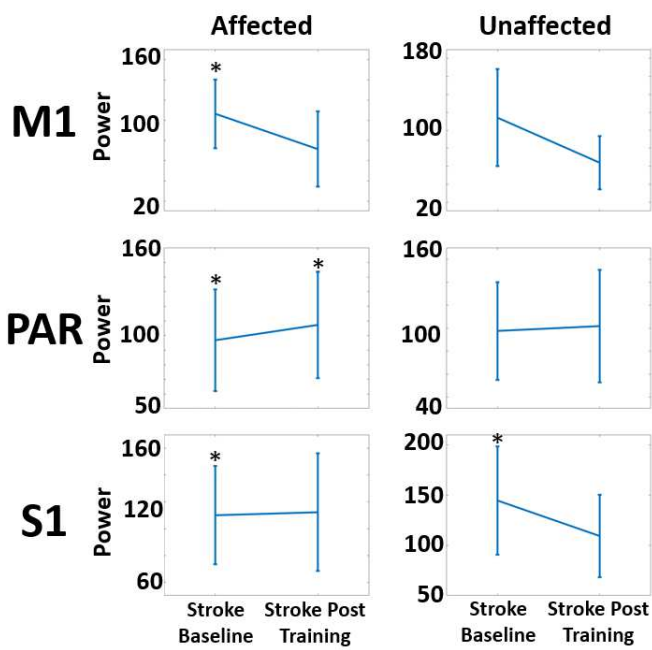 Affected Unaffected
M1
Power
160
*
100
20
180
100
20
PAR
Power
160
*
*
100
50
160
100
40
S1
Power
160
*
120
60
200
*
150
100
50
Stroke
Baseline
Stroke Post
Training
Stroke
Baseline
Stroke Post
Training